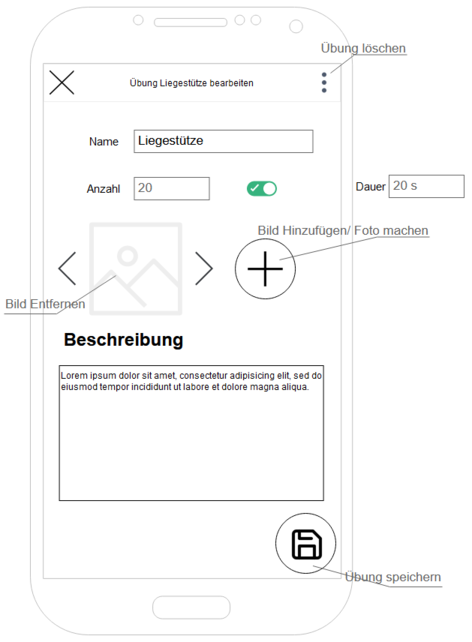 Übung löschen
Übung Liegestütze bearbeiten
Name Liegestütze
Anzahl 20 Dauer 20 s
Bild Hinzufügen/ Foto machen
Bild Entfernen
Beschreibung
Lorem ipsum dolor sit amet, consectetur adipisicing elit, sed do
eiusmod tempor incididunt ut labore et dolore magna aliqua.
Übung speichern